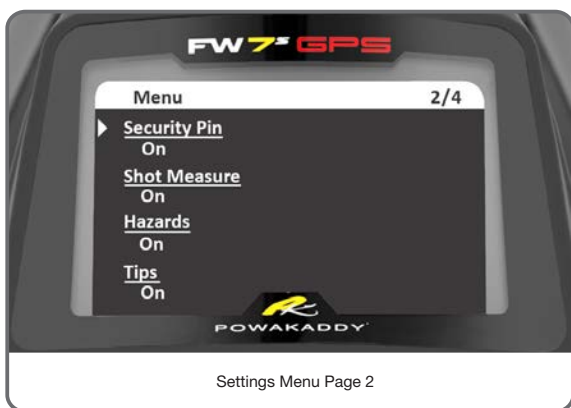 FW7s GPS
Menu 2/4
Security Pin
On
Shot Measure
On
Hazards
On
Tips
On
POWAKADDY
Settings Menu Page 2